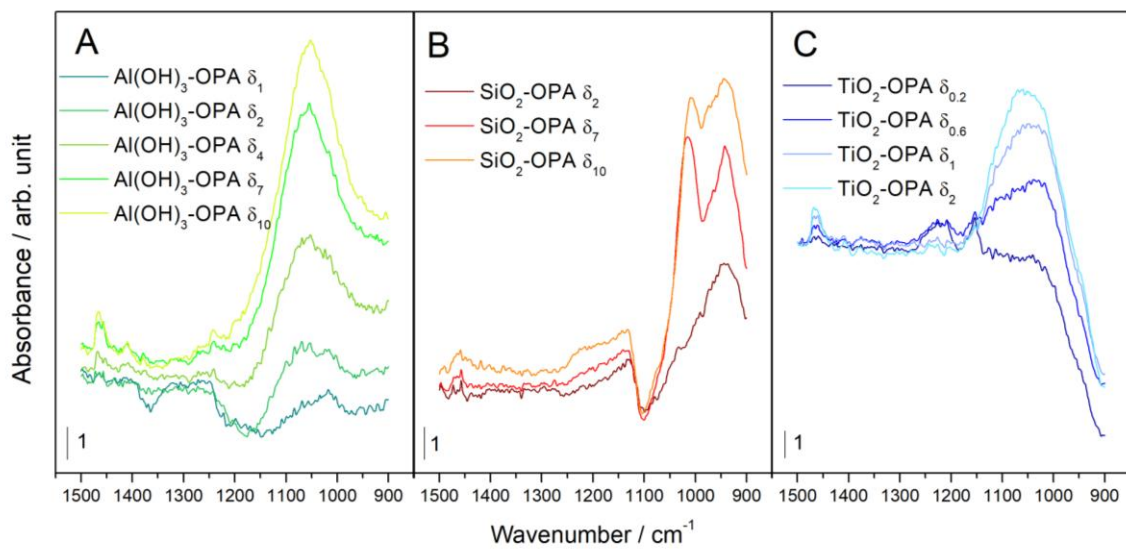 A
Al(OH)₃-OPA δ₁
Al(OH)₃-OPA δ₂
Al(OH)₃-OPA δ₄
Al(OH)₃-OPA δ₇
Al(OH)₃-OPA δ₁₀
B
SiO₂-OPA δ₂
SiO₂-OPA δ₇
SiO₂-OPA δ₁₀
C
TiO₂-OPA δ₀.₂
TiO₂-OPA δ₀.₆
TiO₂-OPA δ₁
TiO₂-OPA δ₂
Absorbance / arb. unit
1
1
1
1500 1400 1300 1200 1100 1000 900
1500 1400 1300 1200 1100 1000 900
1500 1400 1300 1200 1100 1000 900
Wavenumber / cm⁻¹